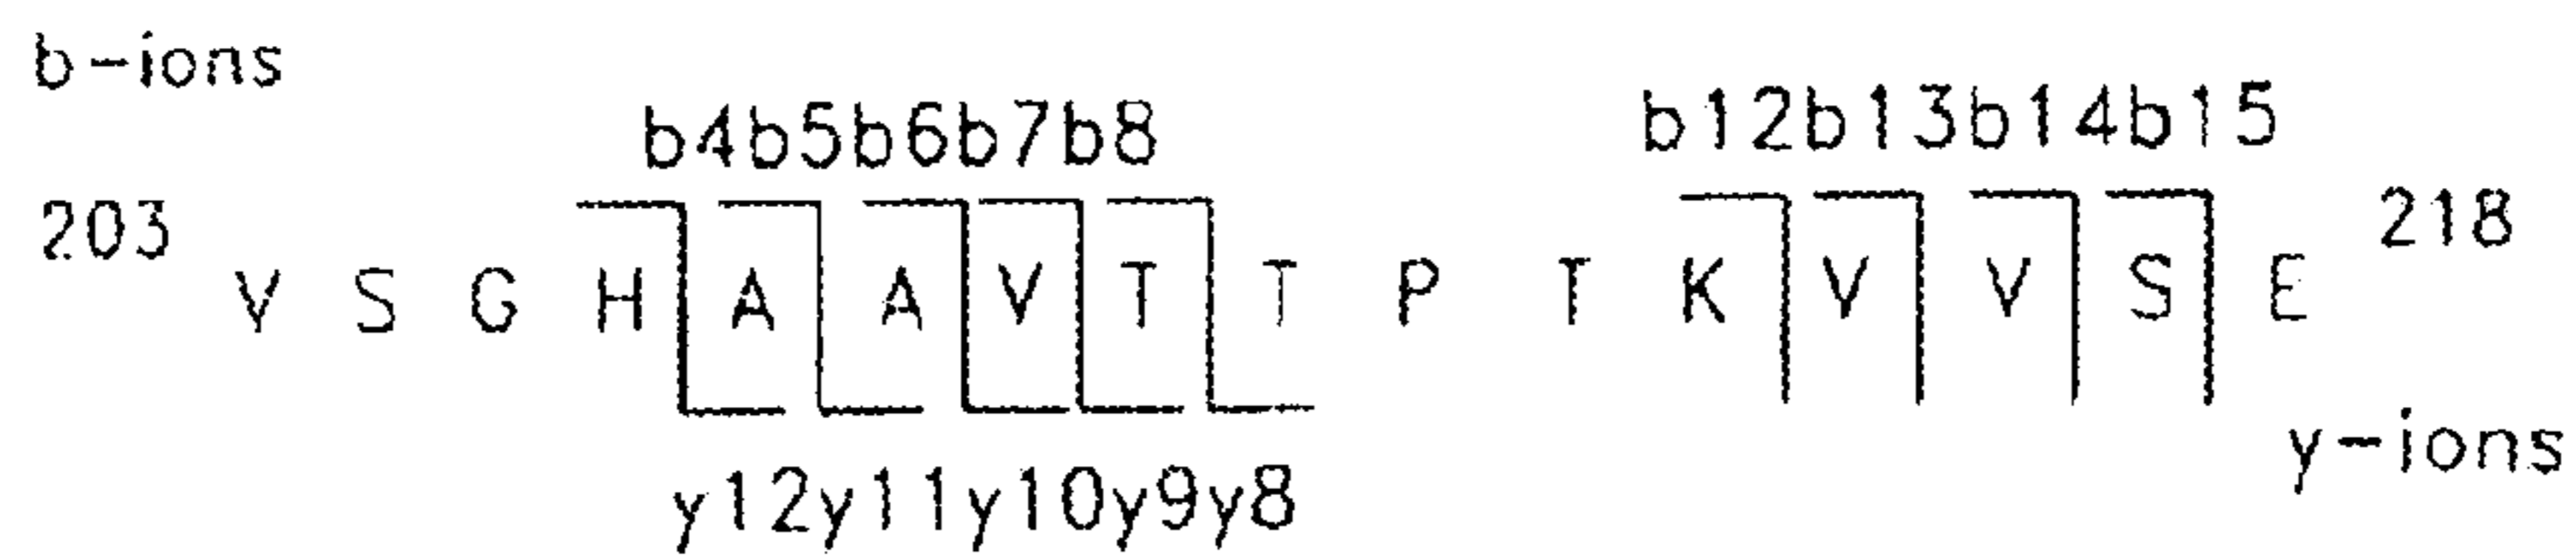 b-ions
b4b5b6b7b8 b12b13b14b15
203 V S G H A A V T T P T K V V S E 218
y-ions
y12y11y10y9y8